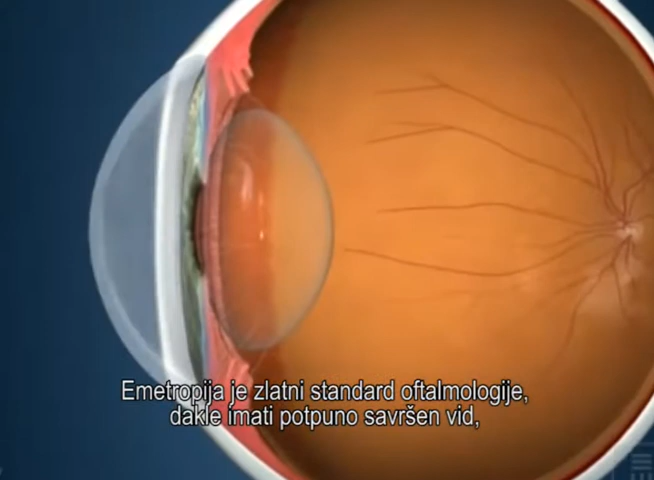 Emetropija je zlatni standard oftalmologije,
dakle imati potpuno savršen vid,